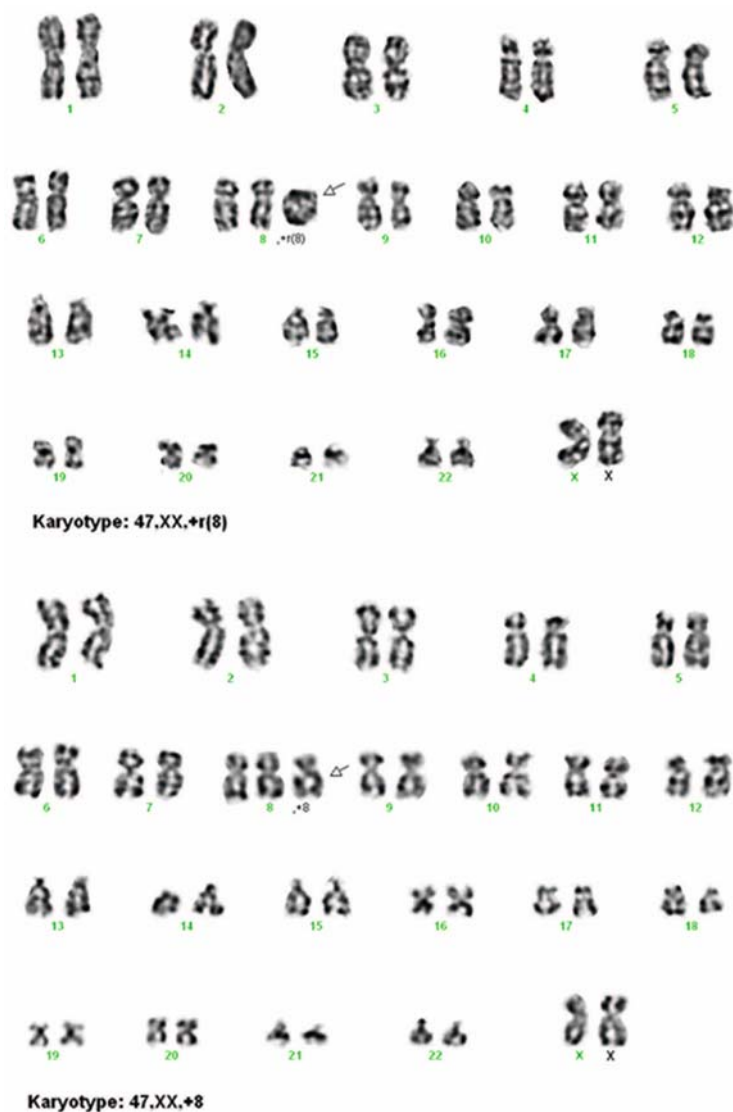 1 2 3 4 5
6 7 8 ,+r(8) 9 10 11 12
13 14 15 16 17 18
19 20 21 22 X X
Karyotype: 47,XX,+r(8)
1 2 3 4 5
6 7 8 ,+8 9 10 11 12
13 14 15 16 17 18
19 20 21 22 X X
Karyotype: 47,XX,+8